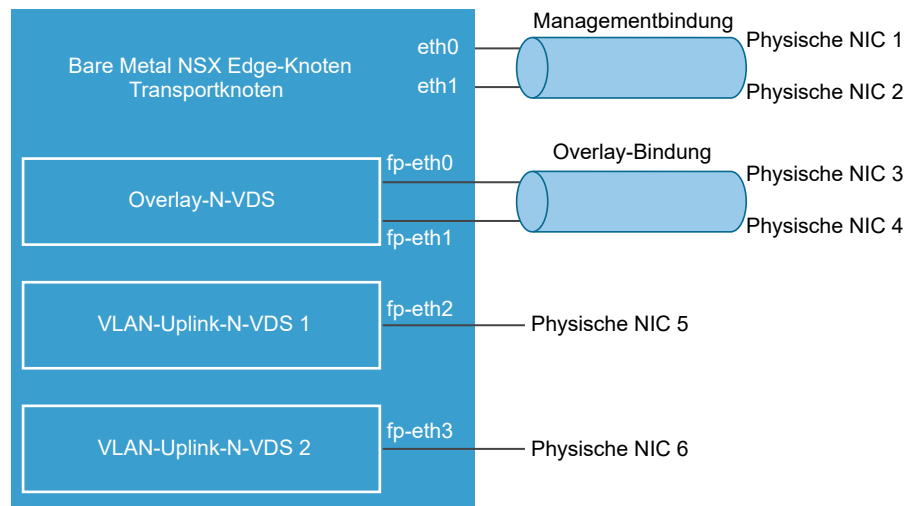 Managementbindung
eth0
Physische NIC 1
Bare Metal NSX Edge-Knoten
Transportknoten
eth1
Physische NIC 2
Overlay-Bindung
fp-eth0
Physische NIC 3
Overlay-N-VDS
Physische NIC 4
fp-eth1
fp-eth2
VLAN-Uplink-N-VDS 1
Physische NIC 5
fp-eth3
VLAN-Uplink-N-VDS 2
Physische NIC 6